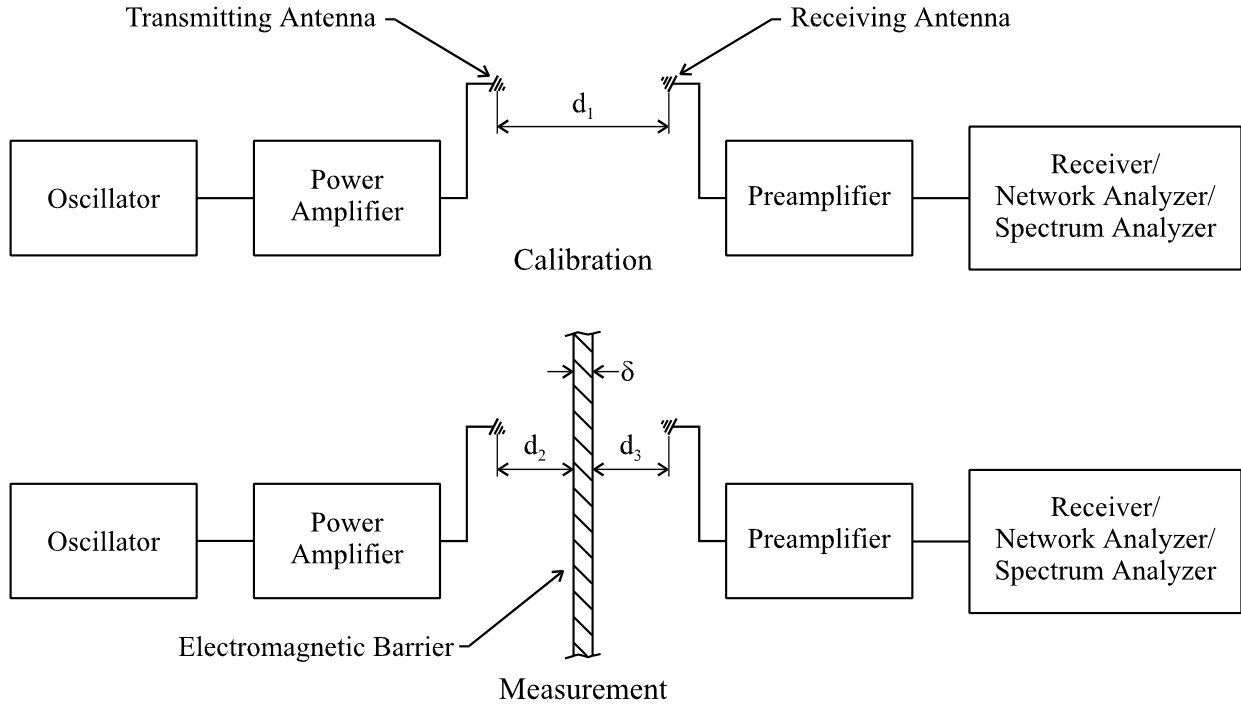 Transmitting Antenna
Receiving Antenna
d₁
Oscillator
Power
Amplifier
Preamplifier
Receiver/
Network Analyzer/
Spectrum Analyzer
Calibration
δ
d₂
d₃
Oscillator
Power
Amplifier
Preamplifier
Receiver/
Network Analyzer/
Spectrum Analyzer
Electromagnetic Barrier
Measurement